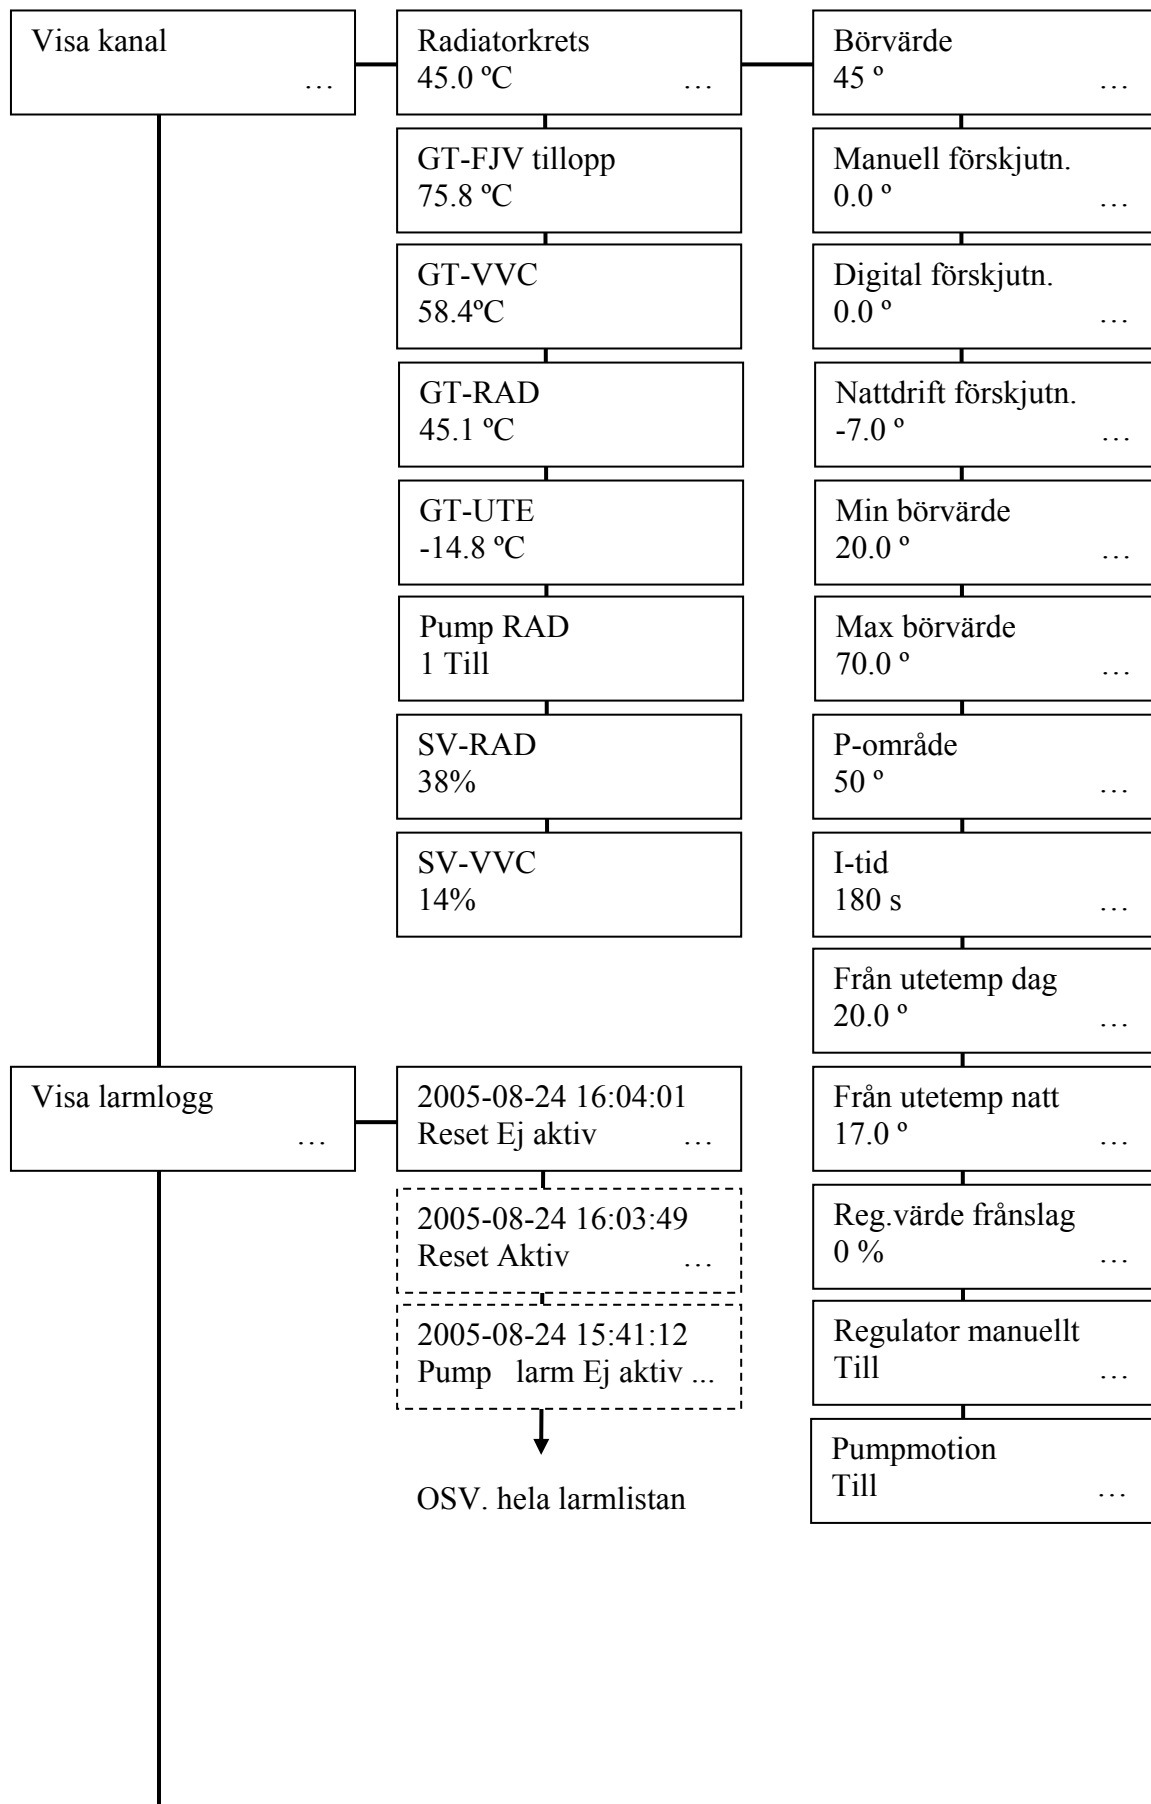 Visa kanal
...
Radiatorkrets
45.0 ºC ...
GT-FJV tillopp
75.8 ºC
GT-VVC
58.4ºC
GT-RAD
45.1 ºC
GT-UTE
-14.8 ºC
Pump RAD
1 Till
SV-RAD
38%
SV-VVC
14%
Börvärde
45 º ...
Manuell förskjutn.
0.0 º ...
Digital förskjutn.
0.0 º ...
Nattdrift förskjutn.
-7.0 º ...
Min börvärde
20.0 º ...
Max börvärde
70.0 º ...
P-område
50 º ...
I-tid
180 s ...
Från utetemp dag
20.0 º ...
Från utetemp natt
17.0 º ...
Reg.värde frånslag
0 % ...
Regulator manuellt
Till ...
Pumpmotion
Till ...
Visa larmlogg
...
2005-08-24 16:04:01
Reset Ej aktiv ...
2005-08-24 16:03:49
Reset Aktiv ...
2005-08-24 15:41:12
Pump larm Ej aktiv ...
OSV. hela larmlistan